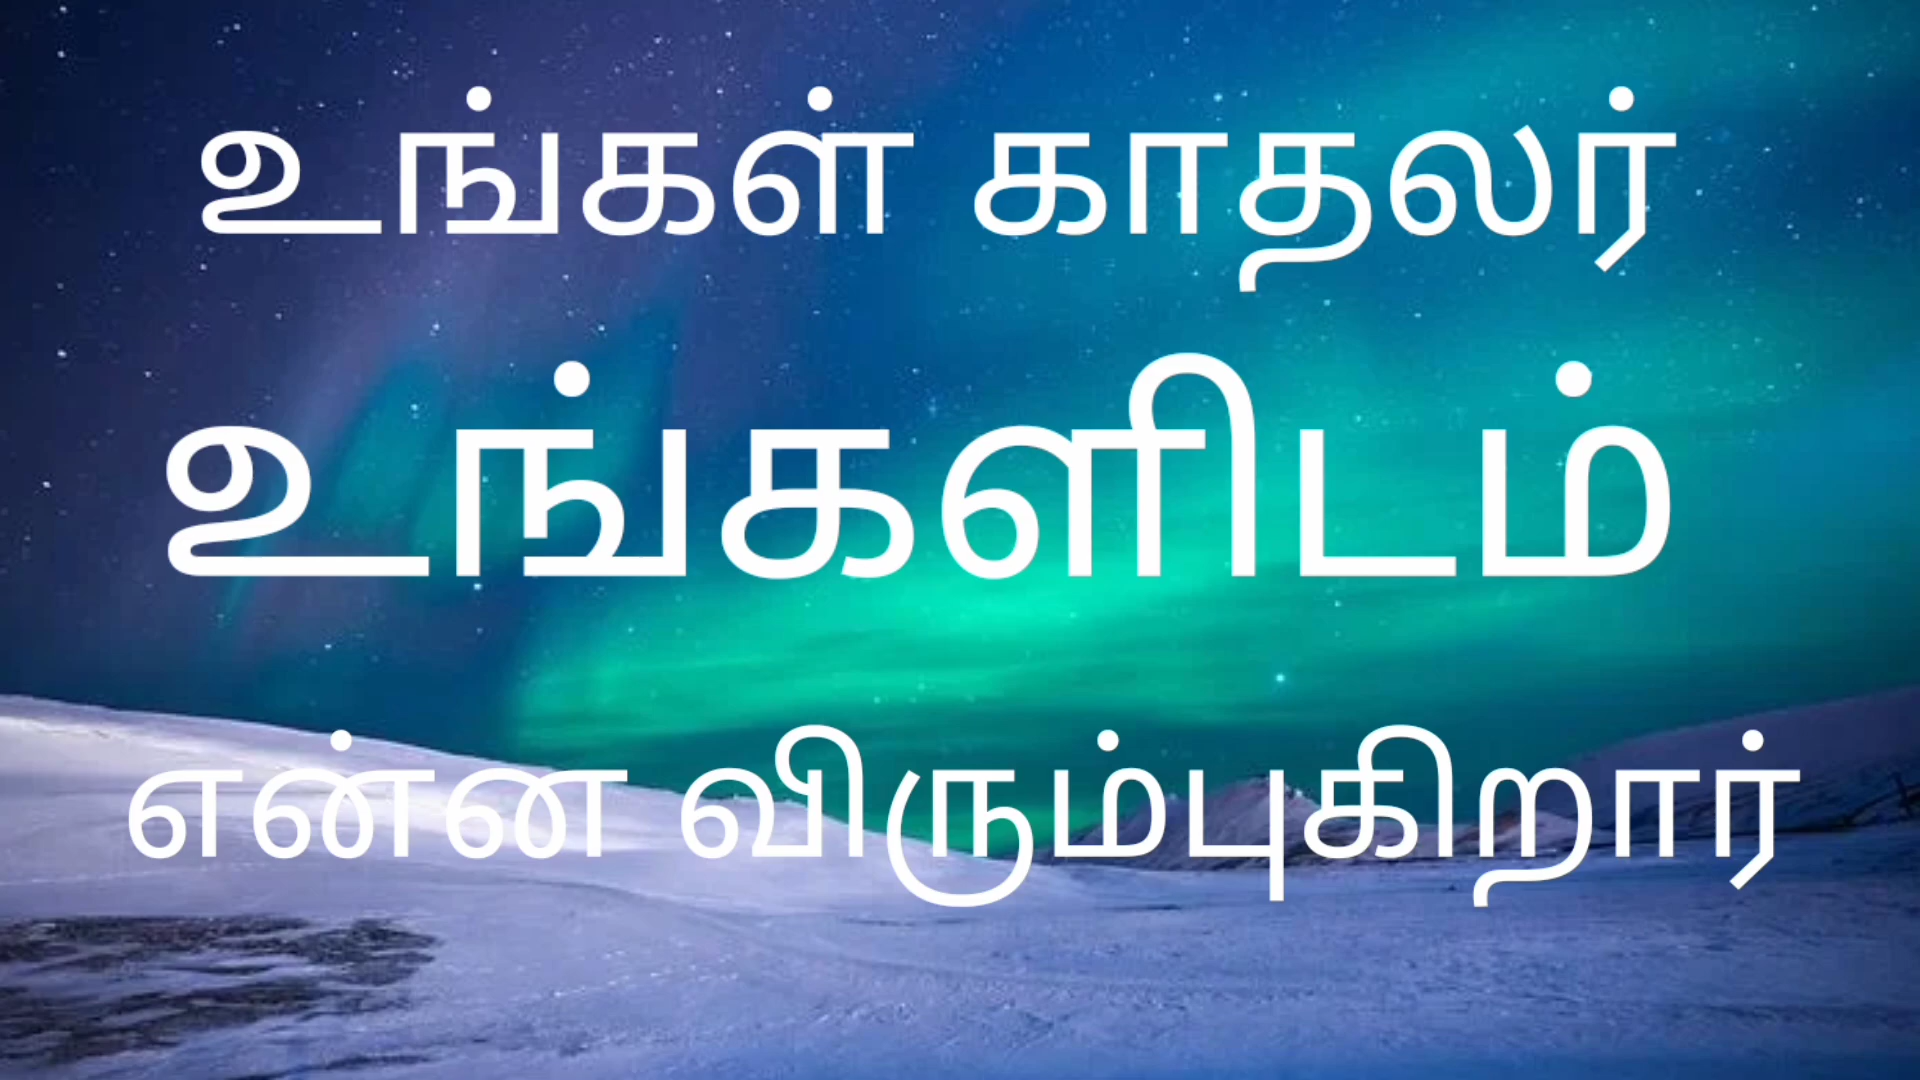 உங்கள் காதலர்
உங்களிடம்
என்ன விரும்புகிறார்